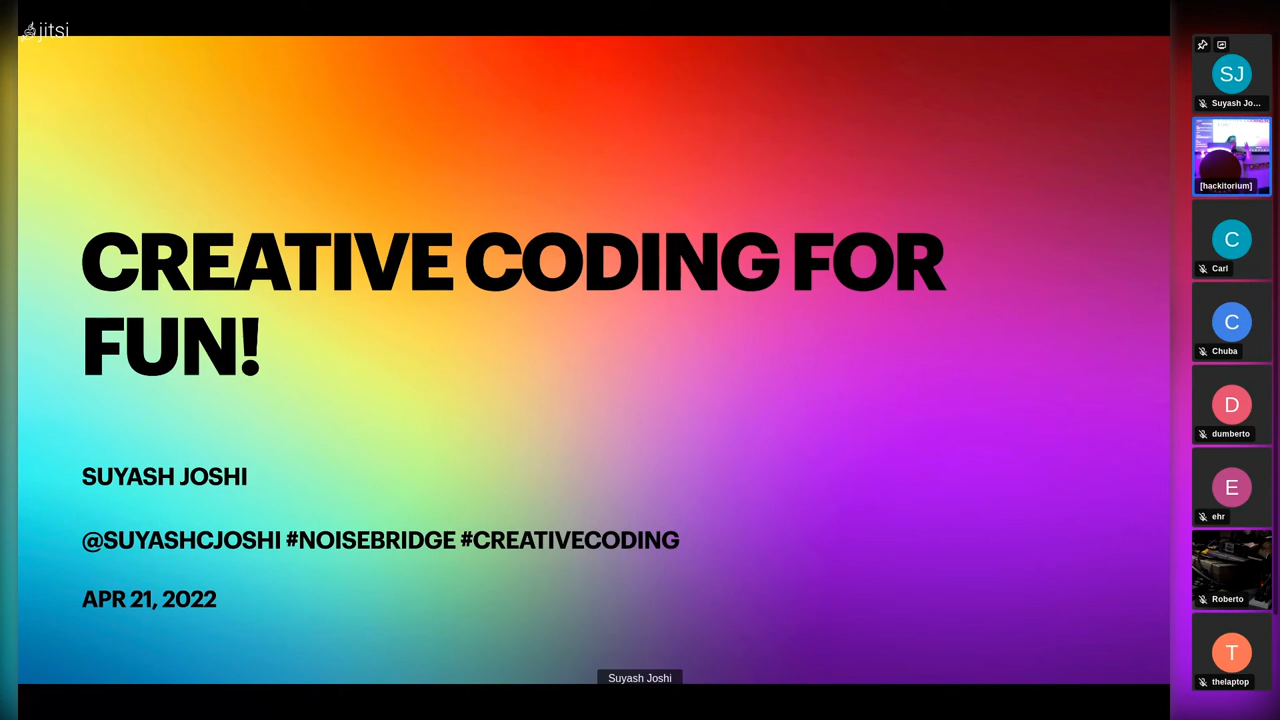 jitsi
CREATIVE CODING FOR
FUN!
SUYASH JOSHI
@SUYASHCJOSHI #NOISEBRIDGE #CREATIVECODING
APR 21, 2022
Suyash Joshi
SJ
Suyash Jo...
[hackitorium]
C
Carl
C
Chuba
D
dumberto
E
ehr
Roberto
T
thelaptop